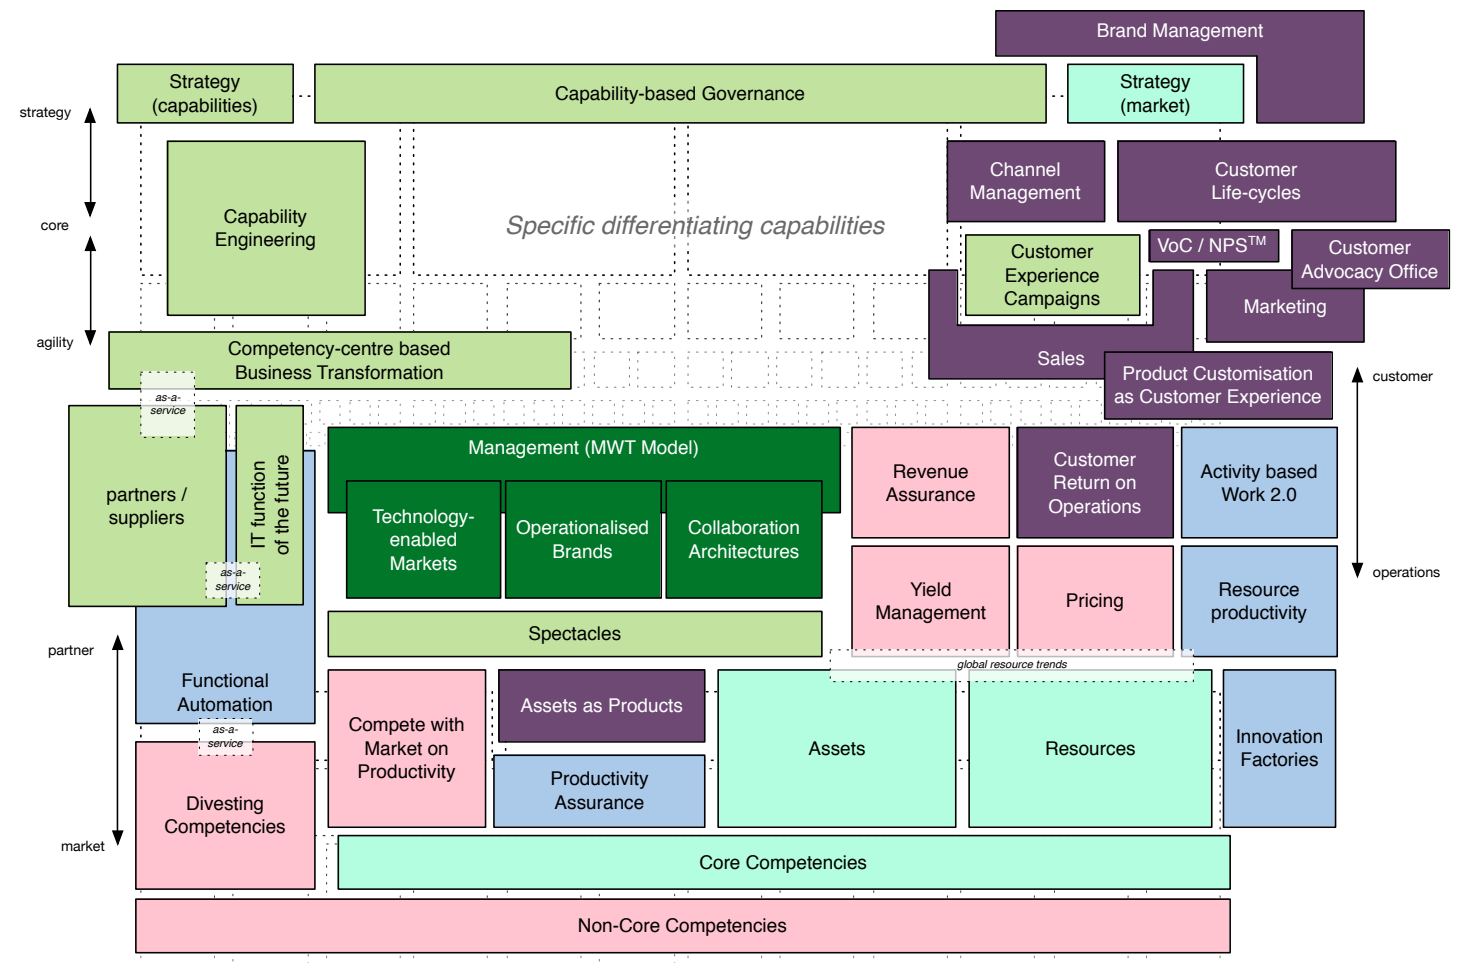 Brand Management
Strategy
(capabilities)
Capability-based Governance
Strategy
(market)
strategy
core
agility
Capability
Engineering
Specific differentiating capabilities
Channel
Management
Customer
Life-cycles
Customer
Experience
Campaigns
VoC / NPS™
Customer
Advocacy Office
Marketing
Sales
Product Customisation
as Customer Experience
Competency-centre based
Business Transformation
as-a-
service
customer
operations
partners /
suppliers
IT function
of the future
as-a-
service
Management (MWT Model)
Technology-
enabled
Markets
Operationalised
Brands
Collaboration
Architectures
Revenue
Assurance
Customer
Return on
Operations
Activity based
Work 2.0
Yield
Management
Pricing
Resource
productivity
Spectacles
global resource trends
partner
market
Functional
Automation
as-a-
service
Divesting
Competencies
Compete with
Market on
Productivity
Assets as Products
Productivity
Assurance
Assets
Resources
Innovation
Factories
Core Competencies
Non-Core Competencies